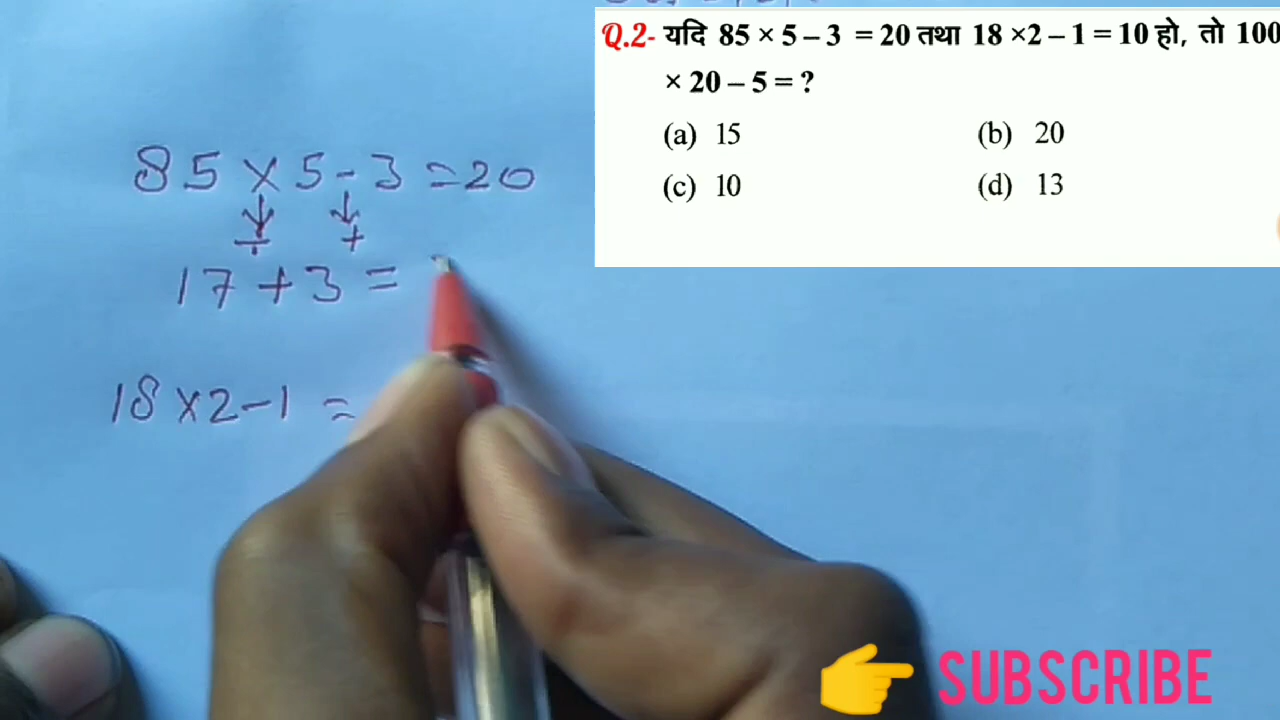 Q.2- यदि 85 × 5 – 3 = 20 तथा 18 ×2 – 1 = 10 हो, तो 100
× 20 – 5 = ?
(a) 15 (b) 20
(c) 10 (d) 13
85 × 5 - 3 = 20
↓ ↓
÷ +
17 + 3 =
18 × 2 - 1 =
SUBSCRIBE